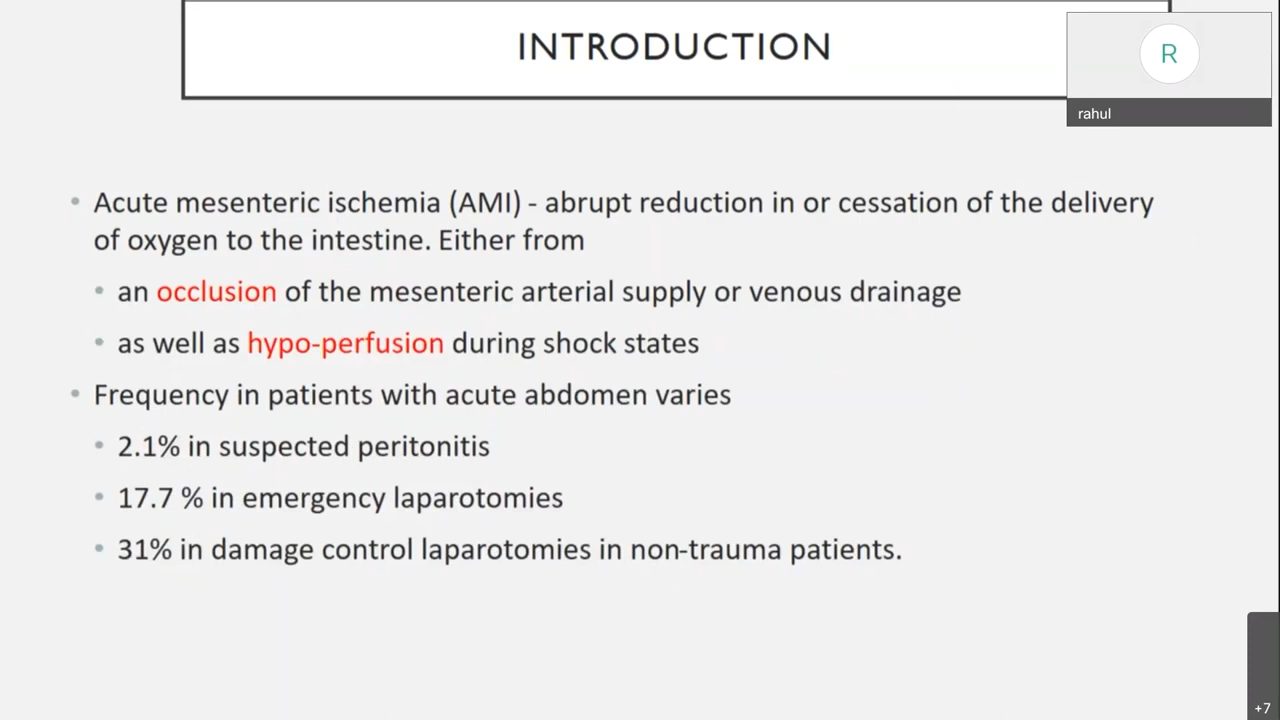 INTRODUCTION
R
rahul
• Acute mesenteric ischemia (AMI) - abrupt reduction in or cessation of the delivery
of oxygen to the intestine. Either from
• an occlusion of the mesenteric arterial supply or venous drainage
• as well as hypo-perfusion during shock states
• Frequency in patients with acute abdomen varies
• 2.1% in suspected peritonitis
• 17.7 % in emergency laparotomies
• 31% in damage control laparotomies in non-trauma patients.
+7